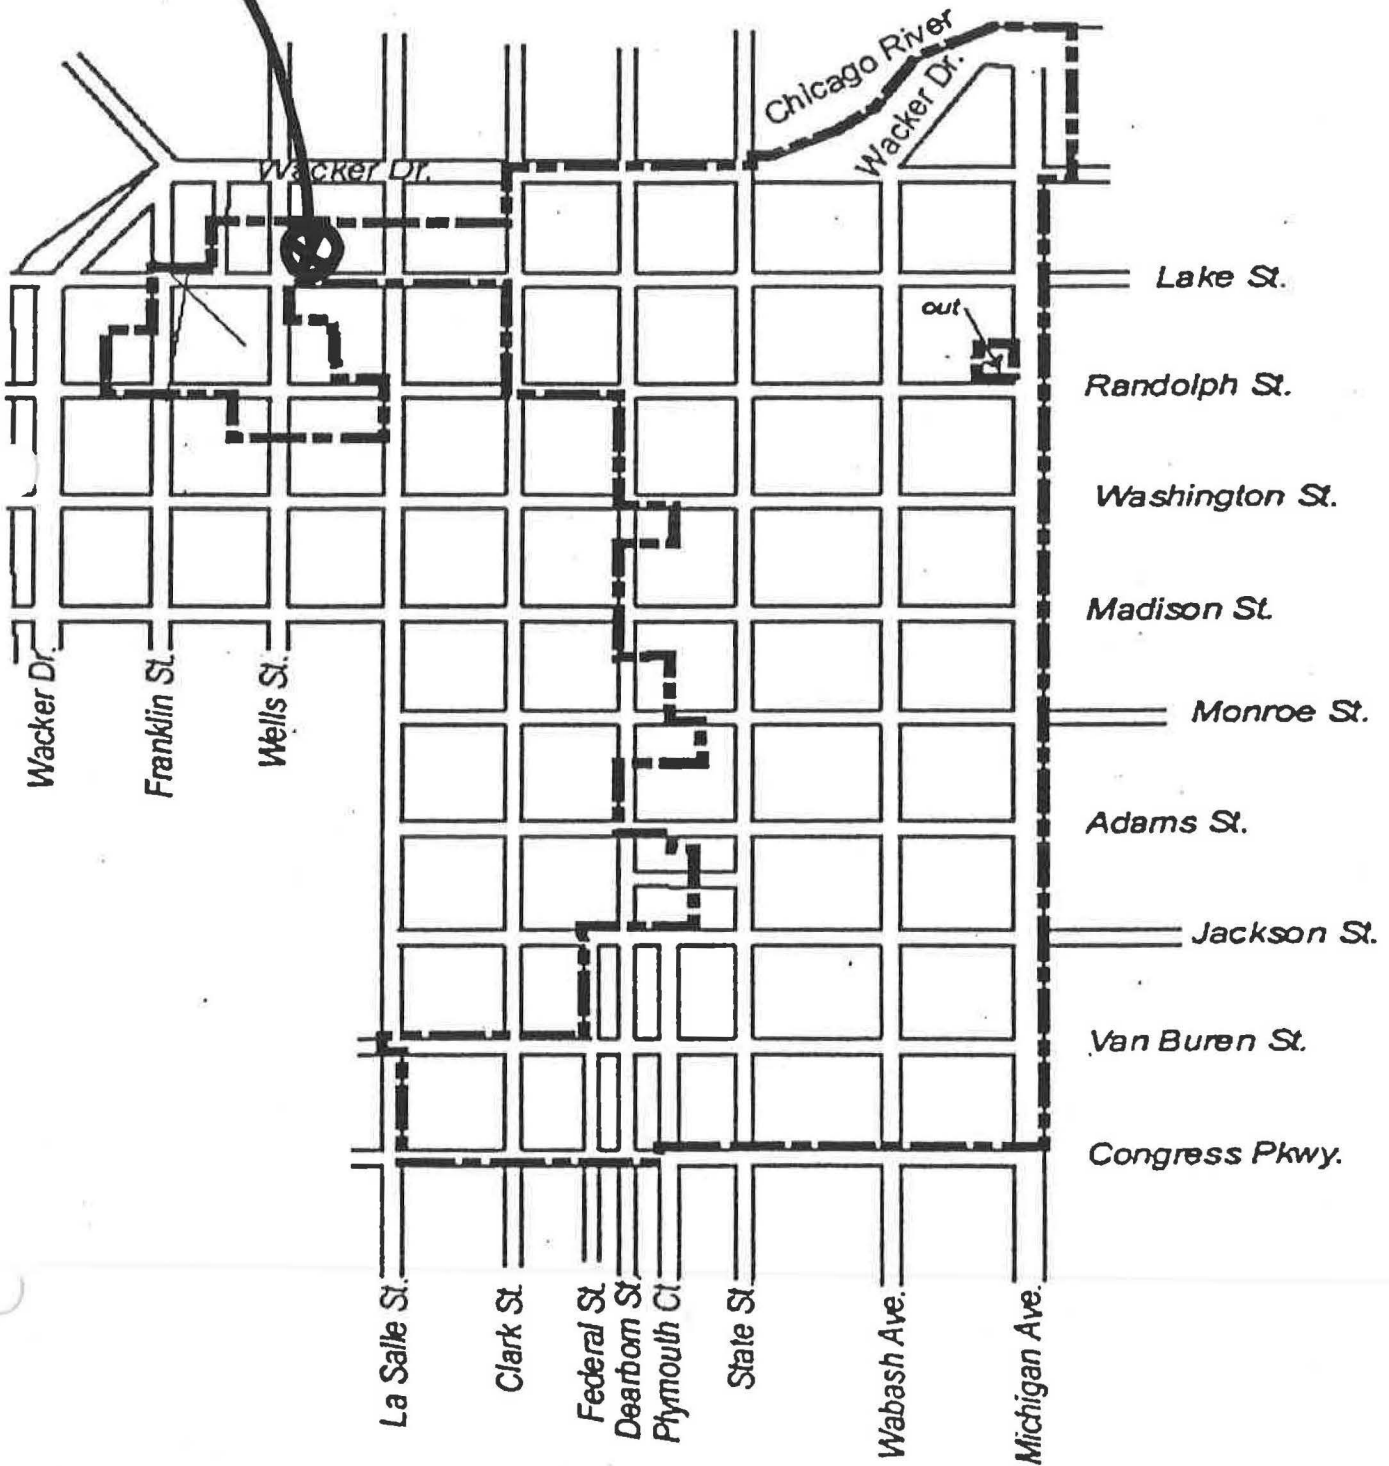 Chicago River
Wacker Dr.
Wacker Dr.
Lake St.
out
Randolph St.
Washington St.
Madison St.
Wacker Dr.
Franklin St.
Wells St.
Monroe St.
Adams St.
Jackson St.
Van Buren St.
Congress Pkwy.
La Salle St.
Clark St.
Federal St.
Dearborn St.
Plymouth Ct.
State St.
Wabash Ave.
Michigan Ave.